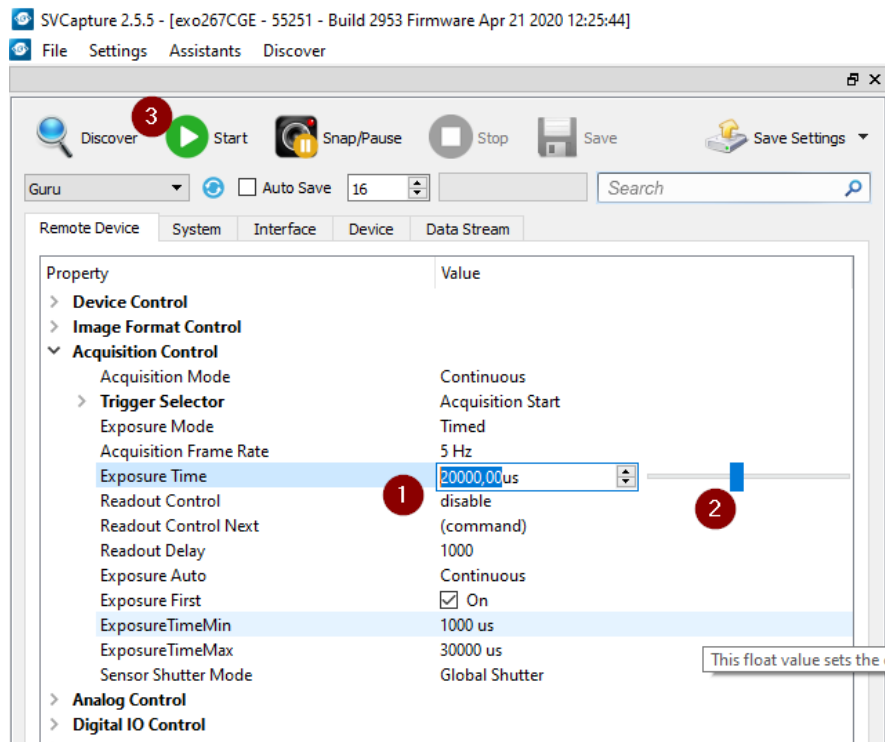 SVCapture 2.5.5 - [exo267CGE - 55251 - Build 2953 Firmware Apr 21 2020 12:25:44]
File Settings Assistants Discover
Discover 3 Start Snap/Pause Stop Save Save Settings
Guru Auto Save 16 Search
Remote Device System Interface Device Data Stream
Property Value
Device Control
Image Format Control
Acquisition Control
Acquisition Mode Continuous
Trigger Selector Acquisition Start
Exposure Mode Timed
Acquisition Frame Rate 5 Hz
Exposure Time 20000,00us
1 2
Readout Control disable
Readout Control Next (command)
Readout Delay 1000
Exposure Auto Continuous
Exposure First On
ExposureTimeMin 1000 us
ExposureTimeMax 30000 us
This float value sets the
Sensor Shutter Mode Global Shutter
Analog Control
Digital IO Control